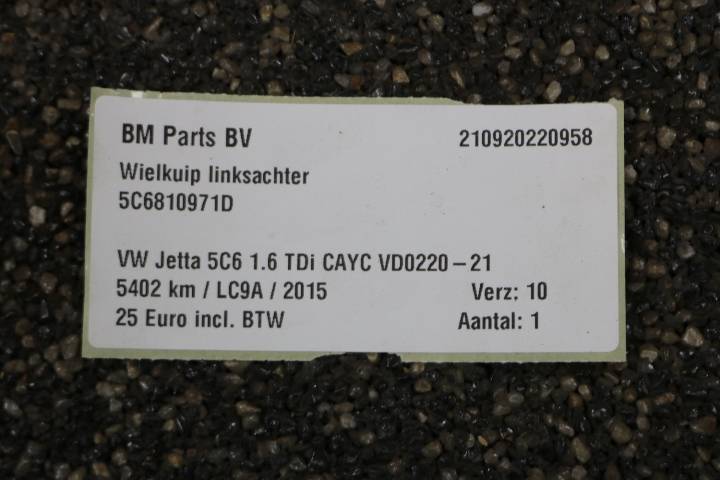 BM Parts BV 210920220958
Wielkuip linksachter
5C6810971D
VW Jetta 5C6 1.6 TDi CAYC VD0220-21
5402 km / LC9A / 2015 Verz: 10
25 Euro incl. BTW Aantal: 1